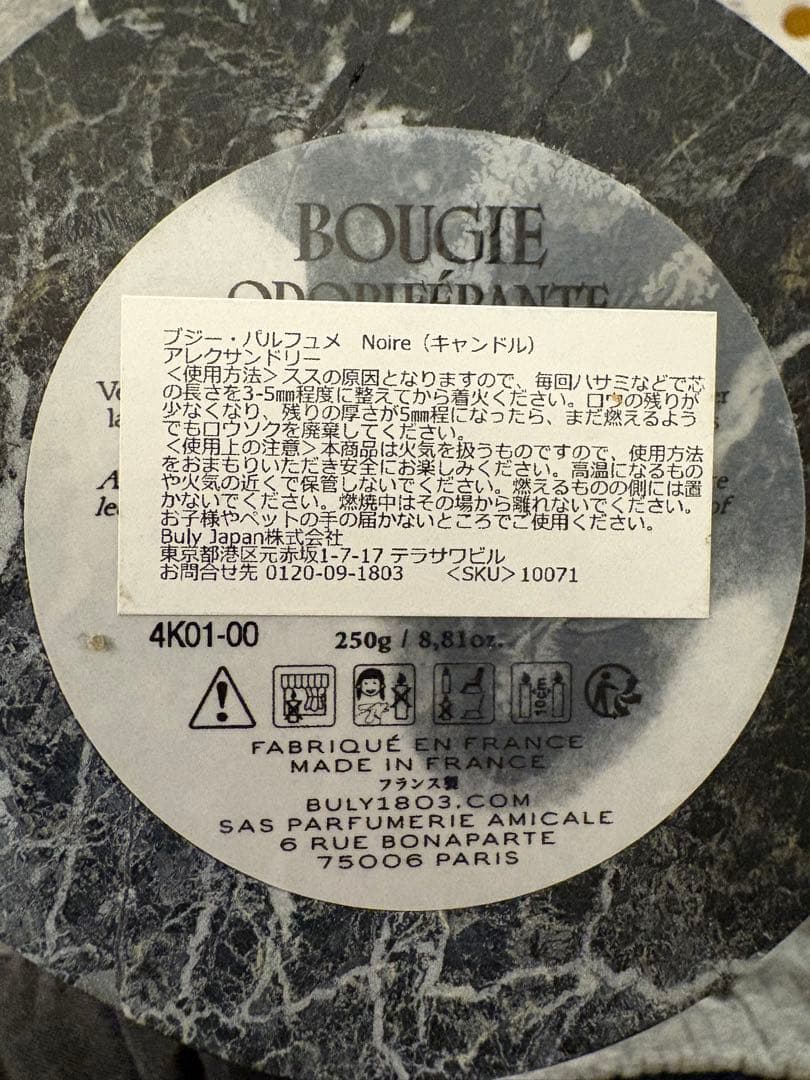 BOUGIE
ODORIFÉRANTE
ブジー・パルフュメ　Noire（キャンドル）
アレクサンドリー
＜使用方法＞ススの原因となりますので、毎回ハサミなどで芯
の長さを3-5㎜程度に整えてから着火ください。ロウの残りが
少なくなり、残りの厚さが5㎜程になったら、まだ燃えるよう
でもロウソクを廃棄してください。
＜使用上の注意＞本商品は火気を扱うものですので、使用方法
をおまもりいただき安全にお楽しみください。高温になるもの
や火気の近くで保管しないでください。燃えるものの側には置
かないでください。燃焼中はその場から離れないでください。
お子様やペットの手の届かないところでご使用ください。
Buly Japan株式会社
東京都港区元赤坂1-7-17 テラサワビル
お問合せ先 0120-09-1803　＜SKU＞10071
4K01-00
250g / 8,81oz.
10cm
FABRIQUÉ EN FRANCE
MADE IN FRANCE
フランス製
BULY1803.COM
SAS PARFUMERIE AMICALE
6 RUE BONAPARTE
75006 PARIS